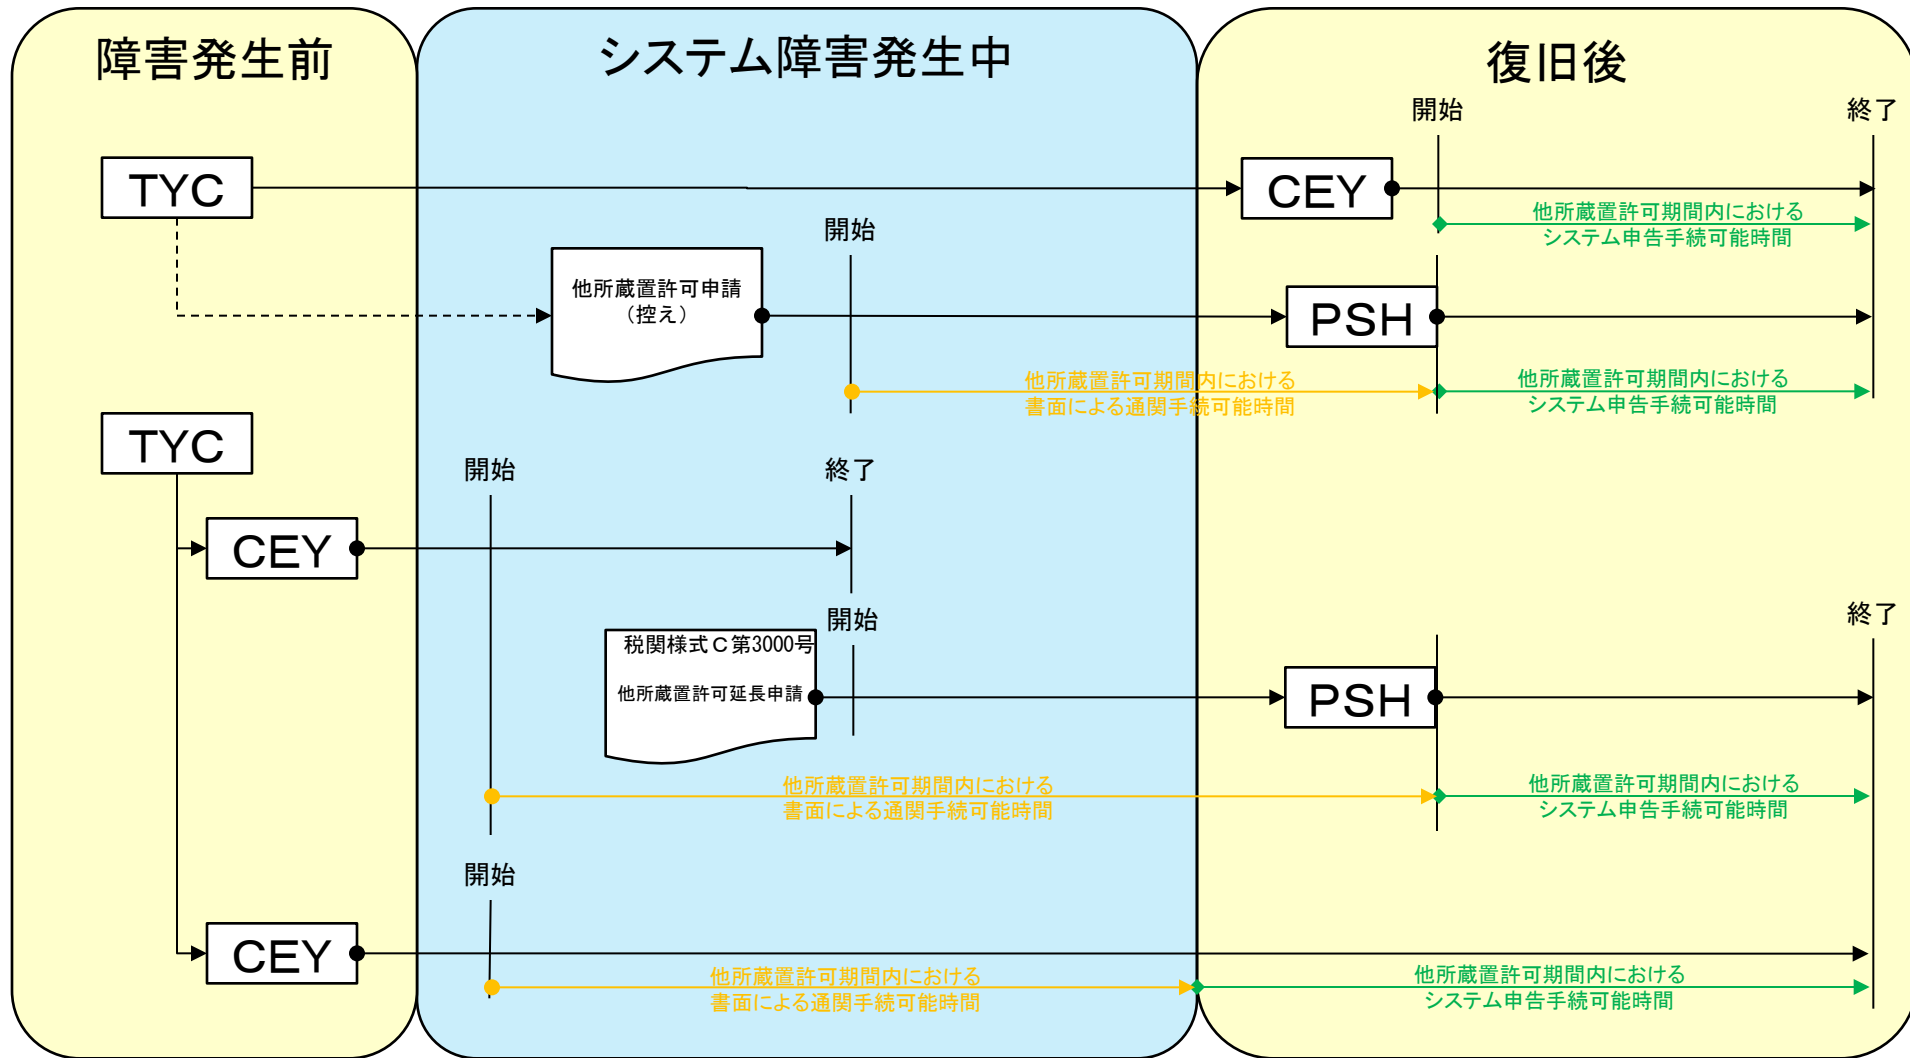 障害発生前
システム障害発生中
復旧後
開始
終了
TYC
CEY
他所蔵置許可期間内における
システム申告手続可能時間
開始
他所蔵置許可申請
（控え）
PSH
他所蔵置許可期間内における
書面による通関手続可能時間
他所蔵置許可期間内における
システム申告手続可能時間
TYC
開始
終了
CEY
開始
終了
税関様式Ｃ第3000号
他所蔵置許可延長申請
PSH
他所蔵置許可期間内における
書面による通関手続可能時間
他所蔵置許可期間内における
システム申告手続可能時間
開始
CEY
他所蔵置許可期間内における
書面による通関手続可能時間
他所蔵置許可期間内における
システム申告手続可能時間